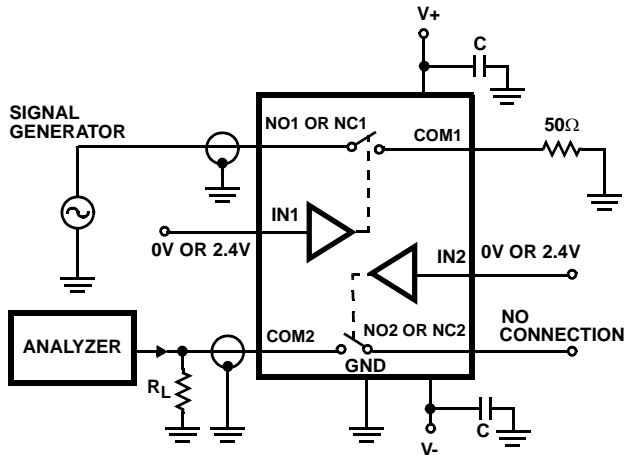 V+
C
SIGNAL
GENERATOR
NO1 OR NC1
COM1
50Ω
IN1
0V OR 2.4V
IN2
0V OR 2.4V
NO
CONNECTION
ANALYZER
COM2
NO2 OR NC2
GND
RL
C
V-